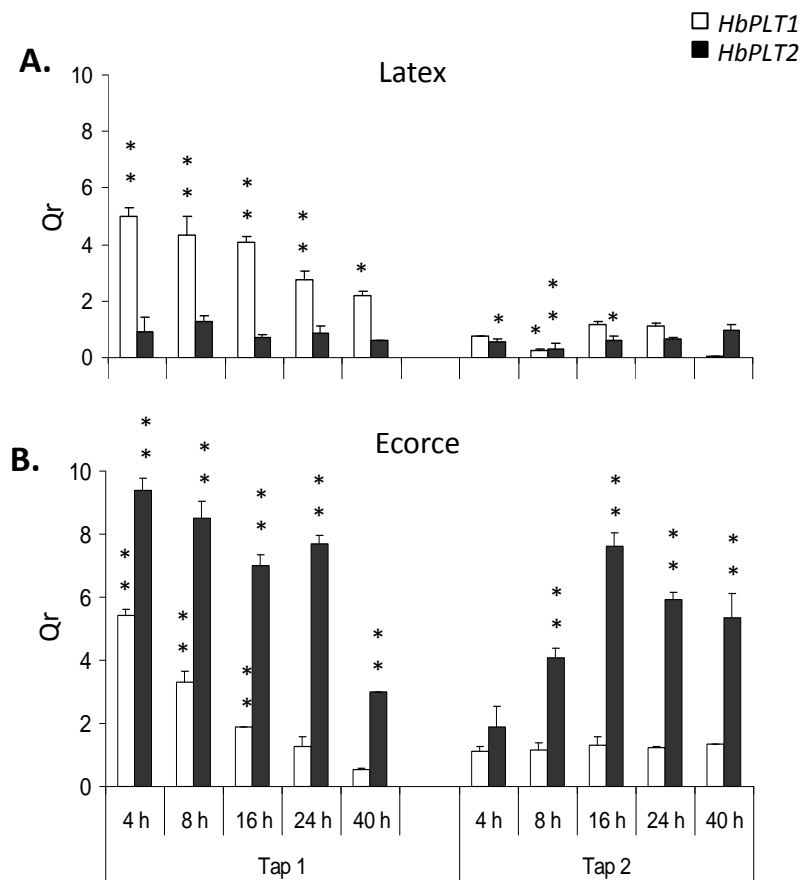 HbPLT1
HbPLT2
A.
Latex
10
8
6
4
2
0
Qr
* * * * * * * * *
* * * * *
* * * *
B.
Ecorce
10
8
6
4
2
0
Qr
* * * * * * * * * * * * * *
* * * * * * * *
4 h 8 h 16 h 24 h 40 h 4 h 8 h 16 h 24 h 40 h
Tap 1 Tap 2